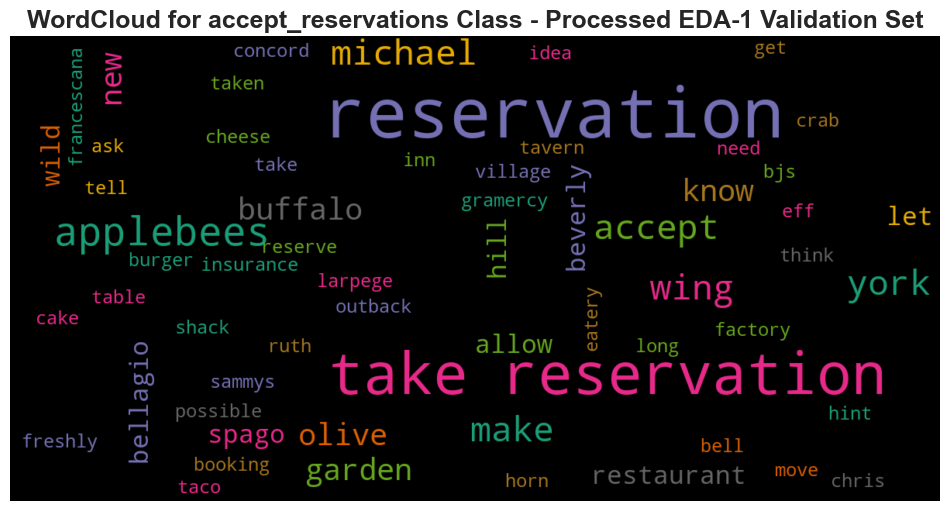 WordCloud for accept_reservations Class - Processed EDA-1 Validation Set
concord
michael
idea
get
francescana
new
taken
reservation
crab
wild
ask
cheese
take
inn
tavern
village
need
bjs
tell
buffalo
gramercy
beverly
know
eff
let
applebees
reserve
hill
accept
think
burger
insurance
larpege
wing
york
table
outback
cake
shack
eatery
factory
ruth
allow
long
bellagio
sammys
take reservation
possible
hint
freshly
spago
olive
make
bell
booking
garden
restaurant
move
taco
horn
chris